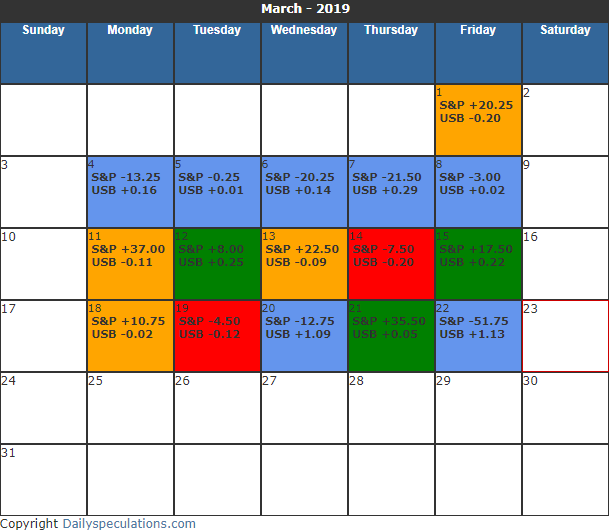 March - 2019
Sunday Monday Tuesday Wednesday Thursday Friday Saturday
1 2
S&P +20.25
USB -0.20
3 4 5 6 7 8 9
S&P -13.25 S&P -0.25 S&P -20.25 S&P -21.50 S&P -3.00
USB +0.16 USB +0.01 USB +0.14 USB +0.29 USB +0.02
10 11 12 13 14 15 16
S&P +37.00 S&P +8.00 S&P +22.50 S&P -7.50 S&P +17.50
USB -0.11 USB +0.25 USB -0.09 USB -0.20 USB +0.22
17 18 19 20 21 22 23
S&P +10.75 S&P -4.50 S&P -12.75 S&P +35.50 S&P -51.75
USB -0.02 USB -0.12 USB +1.09 USB +0.05 USB +1.13
24 25 26 27 28 29 30
31
Copyright Dailyspeculations.com